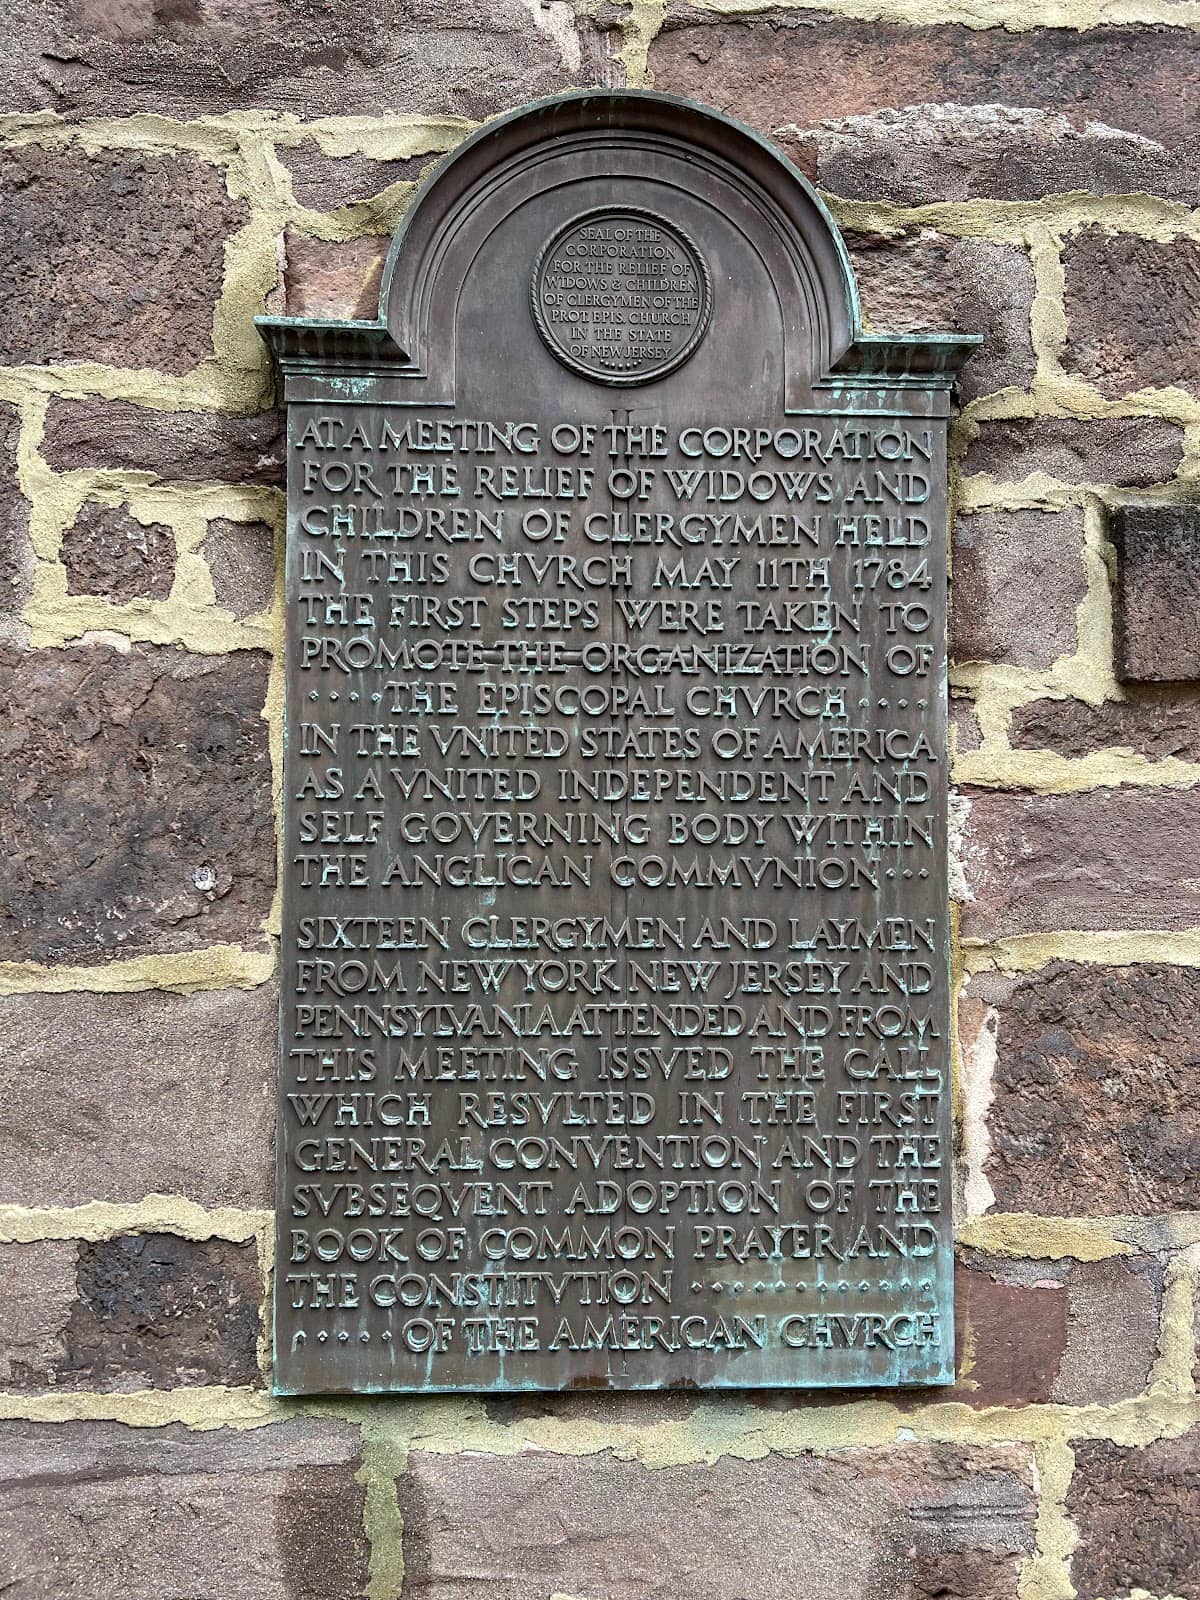 SEAL OF THE
CORPORATION
FOR THE RELIEF OF
WIDOWS & CHILDREN
OF CLERGYMEN OF THE
PROT. EPIS. CHURCH
IN THE STATE
OF NEW JERSEY
AT A MEETING OF THE CORPORATION
FOR THE RELIEF OF WIDOWS AND
CHILDREN OF CLERGYMEN HELD
IN THIS CHVRCH MAY 11TH 1784
THE FIRST STEPS WERE TAKEN TO
PROMOTE THE ORGANIZATION OF
····THE EPISCOPAL CHVRCH····
IN THE VNITED STATES OF AMERICA
AS A VNITED INDEPENDENT AND
SELF GOVERNING BODY WITHIN
THE ANGLICAN COMMVNION···
SIXTEEN CLERGYMEN AND LAYMEN
FROM NEW YORK NEW JERSEY AND
PENNSYLVANIA ATTENDED AND FROM
THIS MEETING ISSVED THE CALL
WHICH RESVLTED IN THE FIRST
GENERAL CONVENTION AND THE
SVBSEQVENT ADOPTION OF THE
BOOK OF COMMON PRAYER AND
THE CONSTITVTION ············
·····OF THE AMERICAN CHVRCH